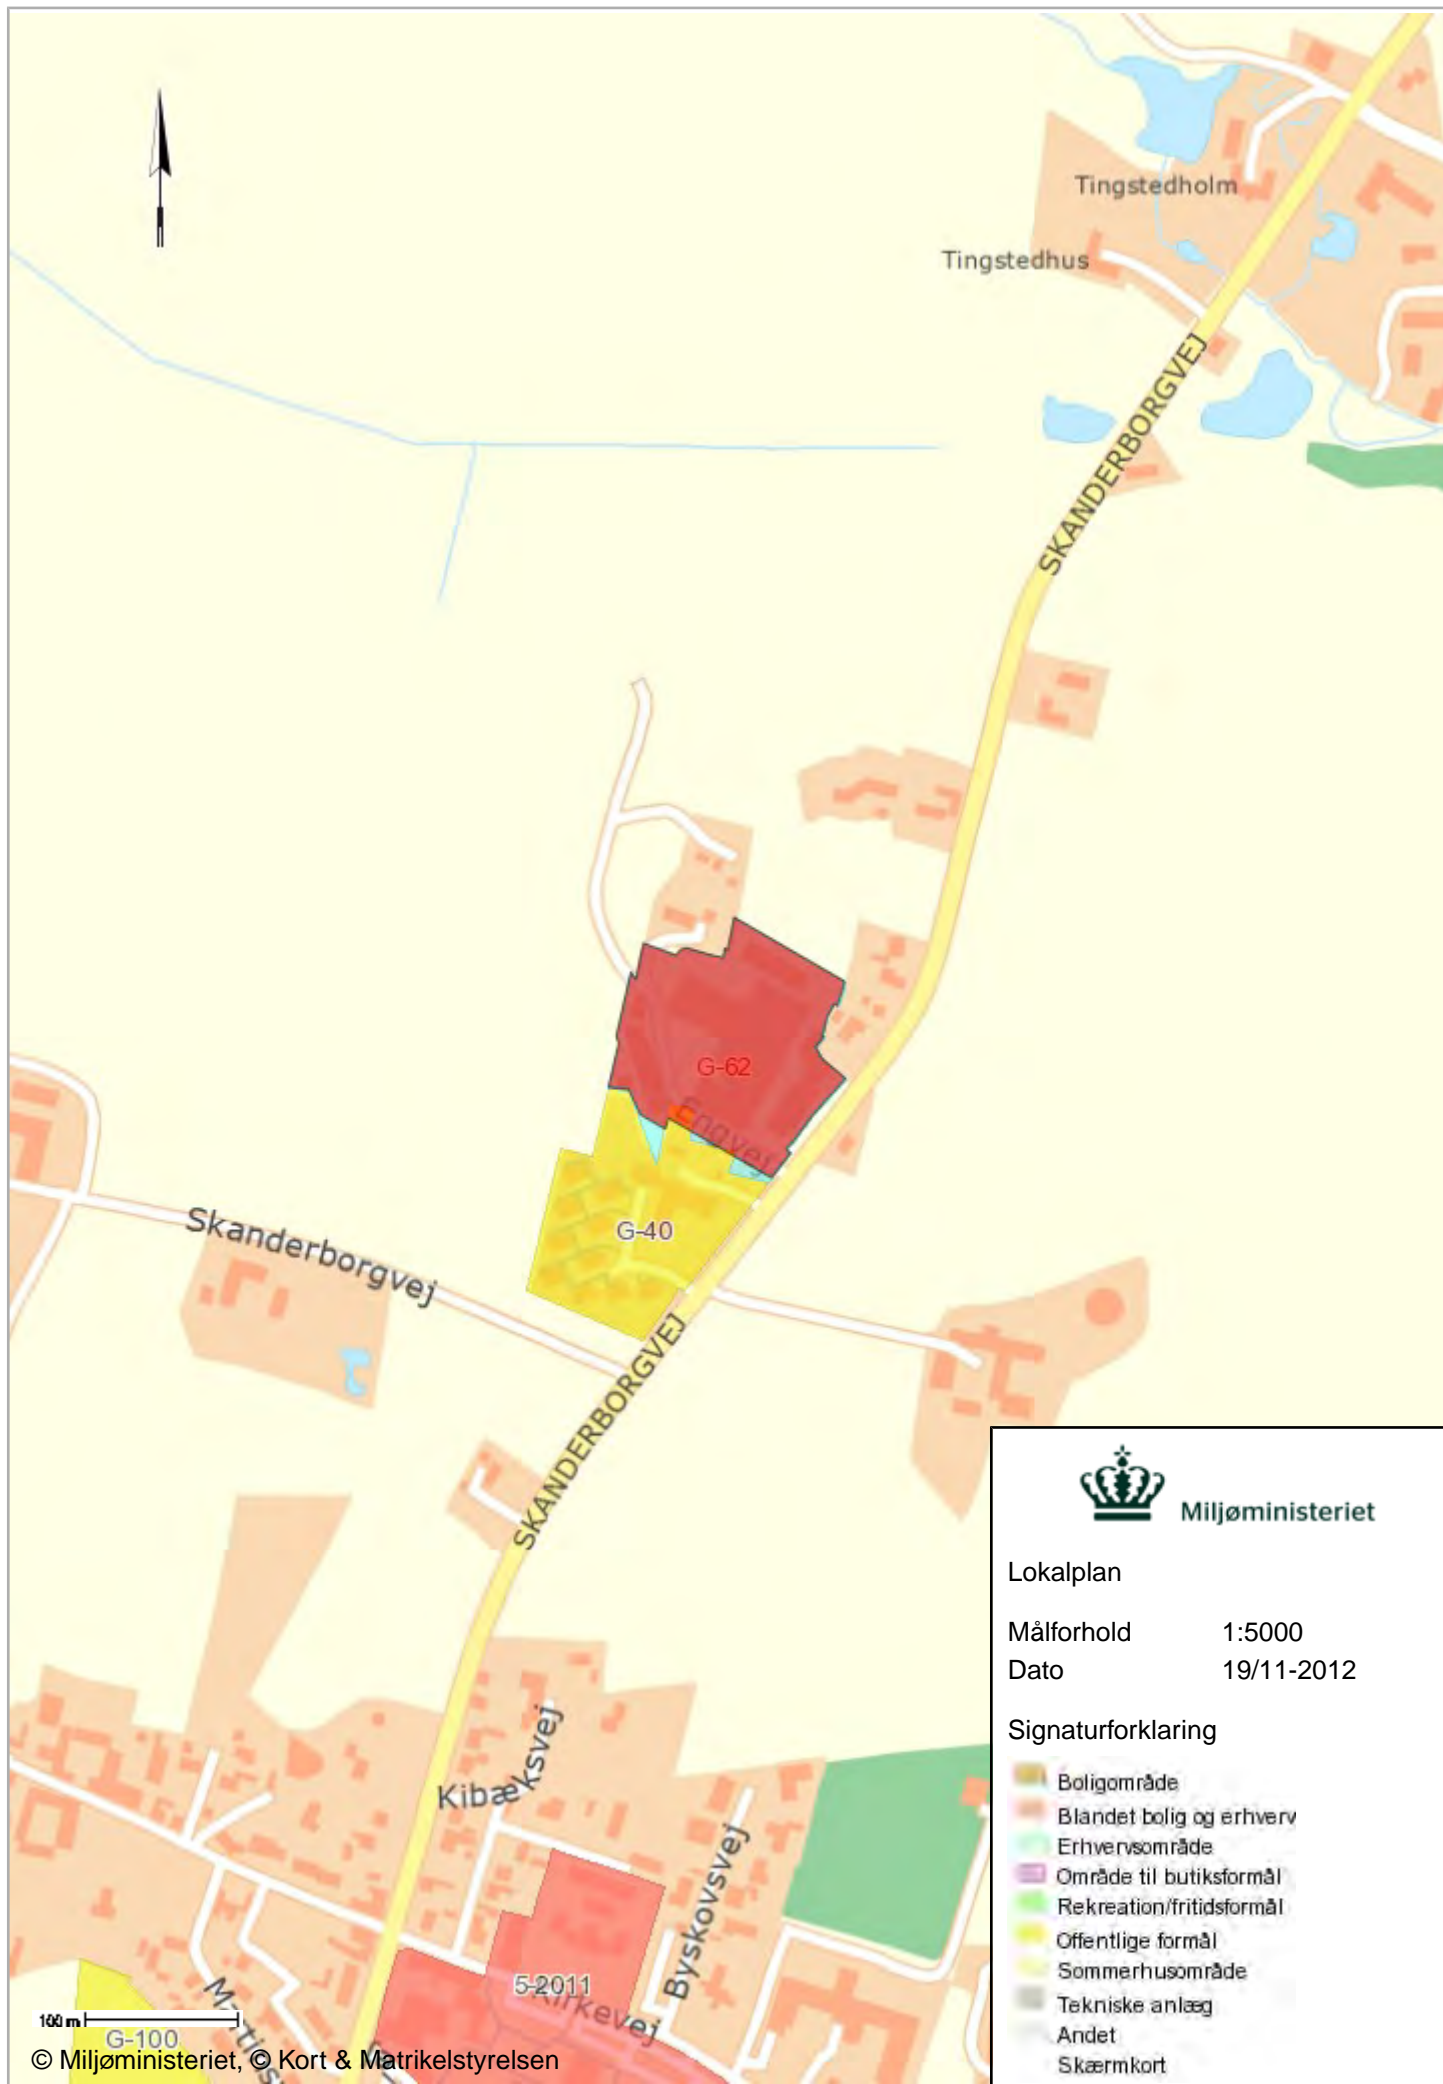 Tingstedholm
Tingstedhus
SKANDERBORGVEJ
G-62
Engvej
G-40
Skanderborgvej
SKANDERBORGVEJ
Kibæksvej
Byskovsvej
5-2011
Kirkevej
100 m
G-100
© Miljøministeriet, © Kort & Matrikelstyrelsen
Miljøministeriet
Lokalplan
Målforhold 1:5000
Dato 19/11-2012
Signaturforklaring
Boligområde
Blandet bolig og erhverv
Erhvervsområde
Område til butiksformål
Rekreation/fritidsformål
Offentlige formål
Sommerhusområde
Tekniske anlæg
Andet
Skærmkort